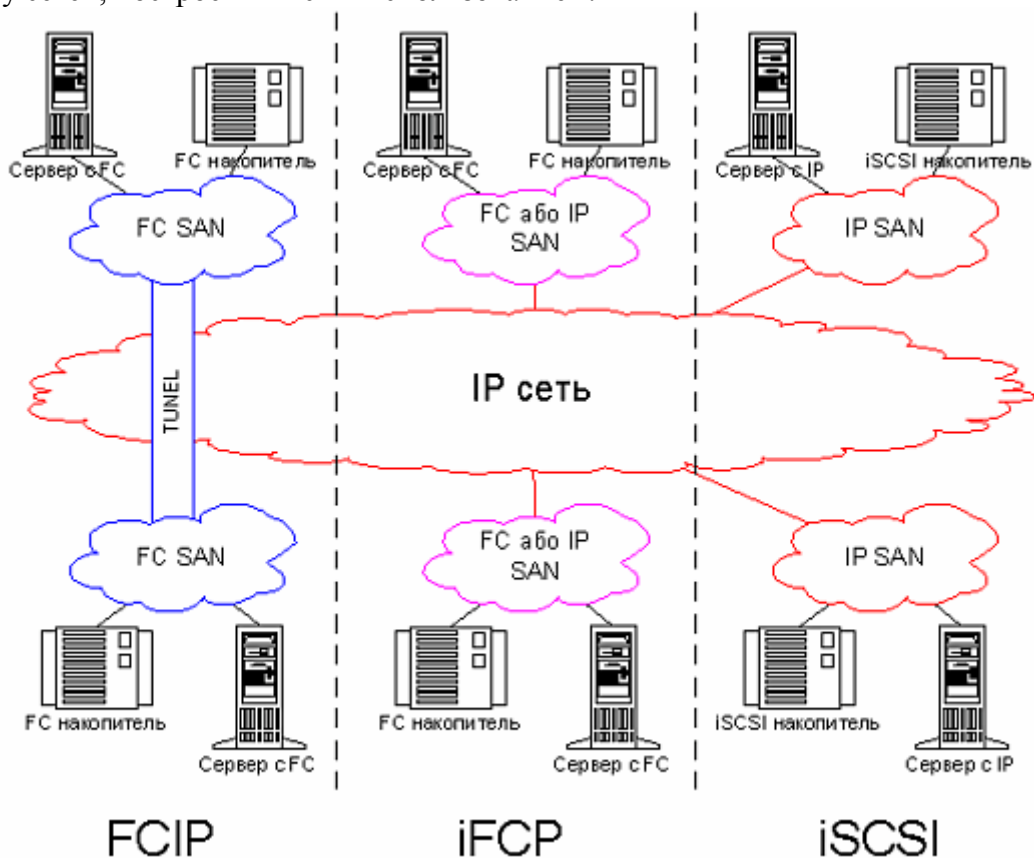 Сервер с FC
FC накопитель
Сервер с FC
FC накопитель
Сервер с IP
iSCSI накопитель
FC SAN
FC або IP
SAN
IP SAN
TUNEL
IP сеть
FC SAN
FC або IP
SAN
IP SAN
FC накопитель
Сервер с FC
FC накопитель
Сервер с FC
iSCSI накопитель
Сервер с IP
FCIP
iFCP
iSCSI